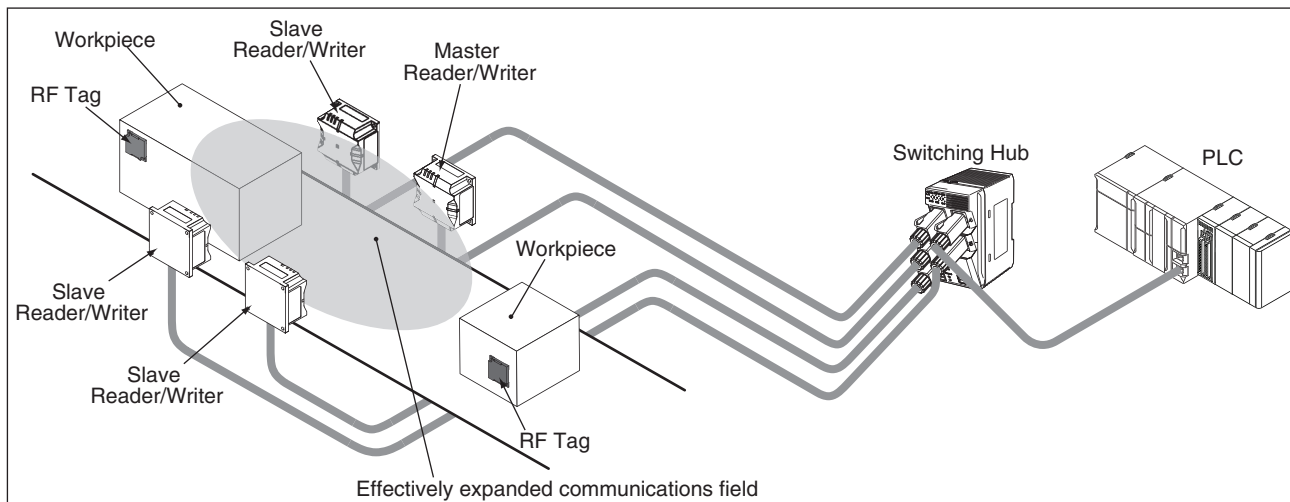 Slave
Reader/Writer
Workpiece
Master
Reader/Writer
RF Tag
Switching Hub
PLC
Workpiece
Slave
Reader/Writer
Slave
Reader/Writer
RF Tag
Effectively expanded communications field